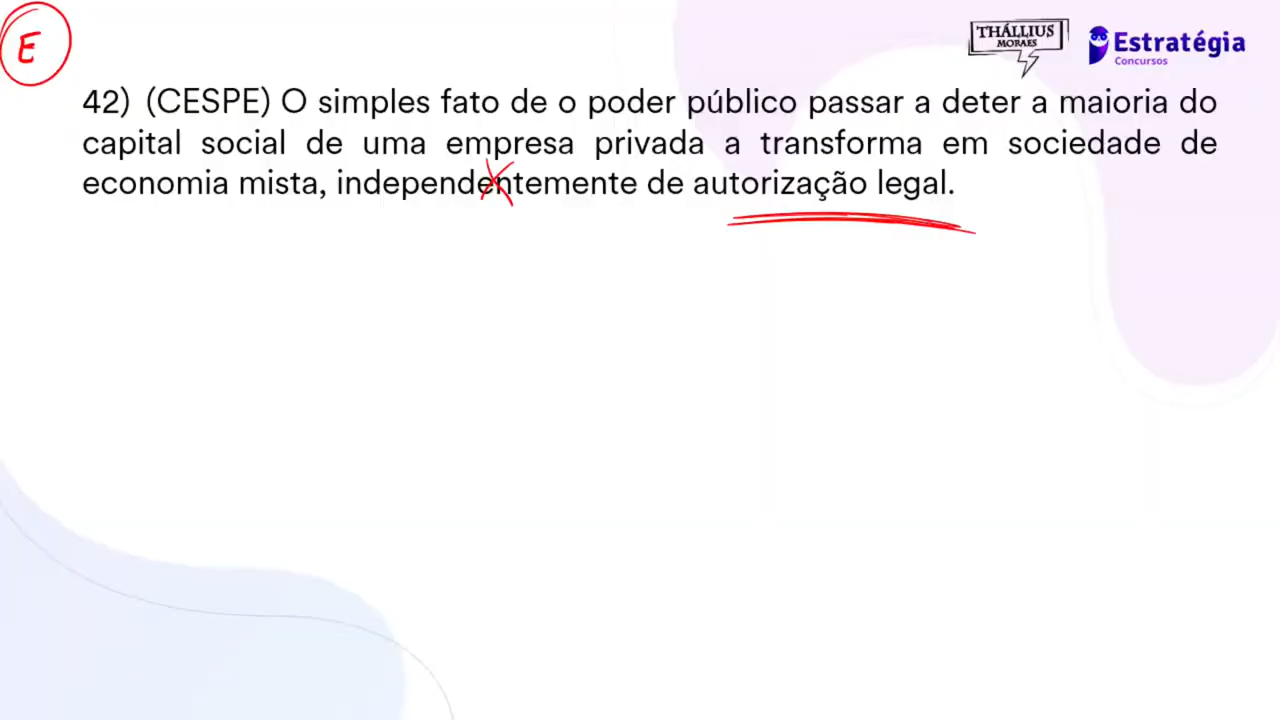 E
THÁLLIUS
MORAES
Estratégia
Concursos
42) (CESPE) O simples fato de o poder público passar a deter a maioria do
capital social de uma empresa privada a transforma em sociedade de
economia mista, independentemente de autorização legal.